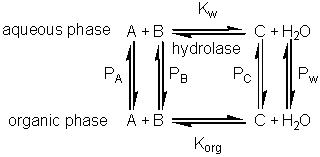 K_w
aqueous phase A + B C + H₂O
hydrolase
P_A P_B P_C P_w
organic phase A + B C + H₂O
K_org